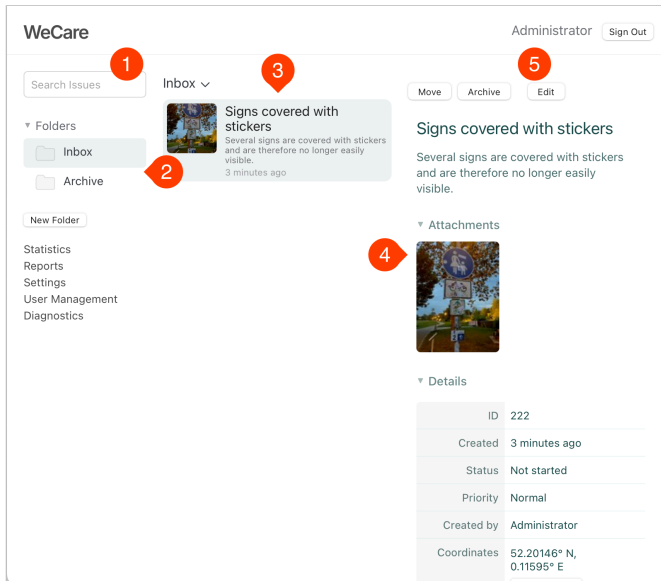 WeCare
Administrator
Sign Out
1
Search Issues
▼ Folders
Inbox
Archive
2
New Folder
Statistics
Reports
Settings
User Management
Diagnostics
Inbox
3
Signs covered with
stickers
Several signs are covered with stickers
and are therefore no longer easily
visible.
3 minutes ago
5
Move
Archive
Edit
Signs covered with stickers
Several signs are covered with stickers
and are therefore no longer easily
visible.
▼ Attachments
4
▼ Details
ID 222
Created 3 minutes ago
Status Not started
Priority Normal
Created by Administrator
Coordinates 52.20146° N,
0.11595° E